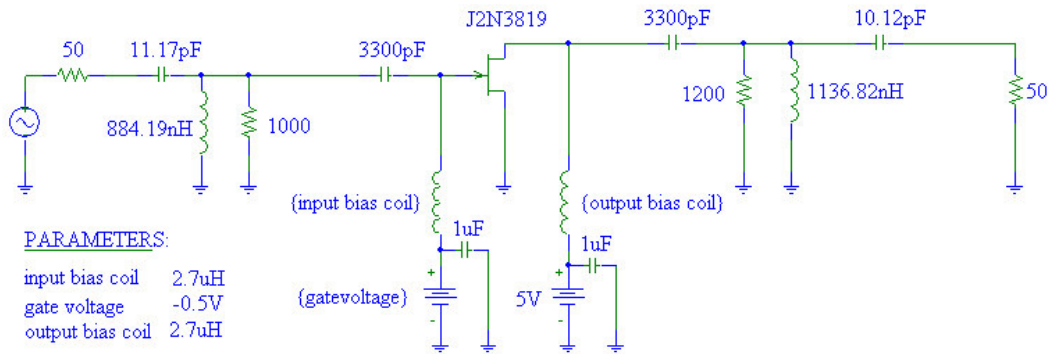 J2N3819
50
11.17pF
3300pF
3300pF
10.12pF
884.19nH
1000
1200
1136.82nH
50
{input bias coil}
{output bias coil}
1uF
1uF
PARAMETERS:
input bias coil 2.7uH
gate voltage -0.5V
output bias coil 2.7uH
+
{gatevoltage}
-
+
5V
-